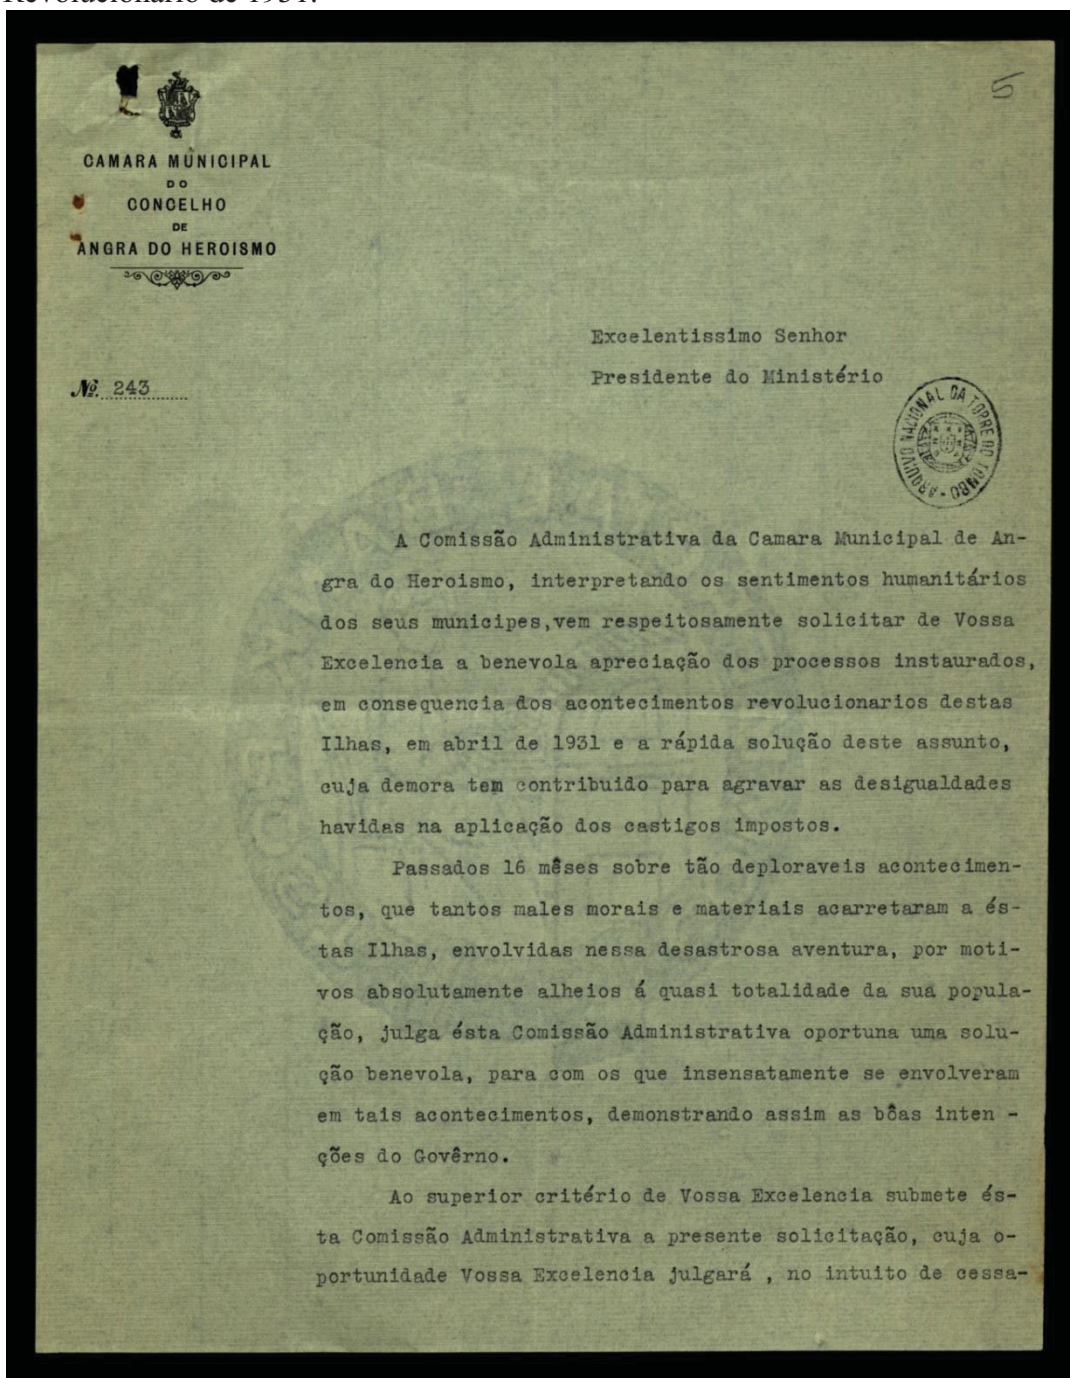 Revolucionário de 1931.
5
CAMARA MUNICIPAL
DO
CONCELHO
DE
ANGRA DO HEROISMO
Nº. 243
Excelentissimo Senhor
Presidente do Ministério
ARQUIVO NACIONAL DA TORRE DO TOMBO
A Comissão Administrativa da Camara Municipal de An-
gra do Heroismo, interpretando os sentimentos humanitários
dos seus municipes,vem respeitosamente solicitar de Vossa
Excelencia a benevola apreciação dos processos instaurados,
em consequencia dos acontecimentos revolucionarios destas
Ilhas, em abril de 1931 e a rápida solução deste assunto,
cuja demora tem contribuido para agravar as desigualdades
havidas na aplicação dos castigos impostos.
Passados 16 mêses sobre tão deploraveis acontecimen-
tos, que tantos males morais e materiais acarretaram a és-
tas Ilhas, envolvidas nessa desastrosa aventura, por moti-
vos absolutamente alheios á quasi totalidade da sua popula-
ção, julga ésta Comissão Administrativa oportuna uma solu-
ção benevola, para com os que insensatamente se envolveram
em tais acontecimentos, demonstrando assim as bôas inten -
ções do Govêrno.
Ao superior critério de Vossa Excelencia submete és-
ta Comissão Administrativa a presente solicitação, cuja o-
portunidade Vossa Excelencia julgará , no intuito de cessa-